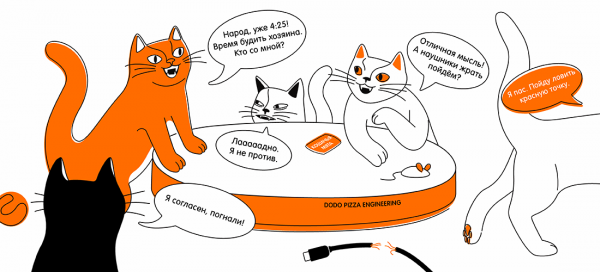 Народ, уже 4:25!
Время будить хозяина.
Кто со мной?
Отличная мысль!
А наушники жрать
пойдём?
Я пас. Пойду ловить
красную точку.
Лааааадно.
Я не против.
Я согласен, погнали!
DODO PIZZA ENGINEERING